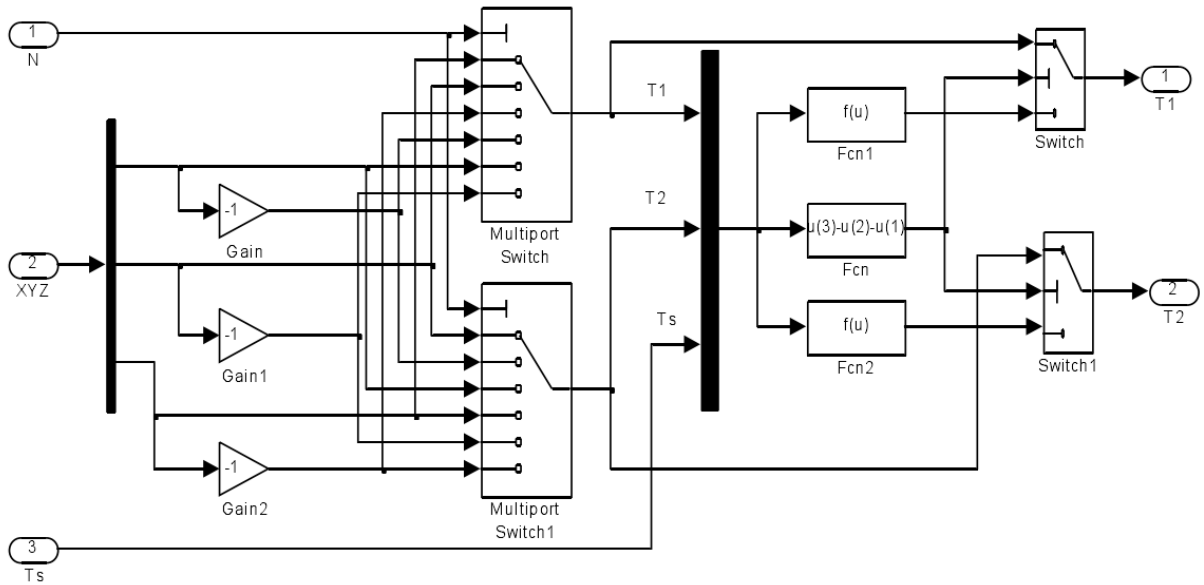 1
N
2
XYZ
3
Ts
-1
Gain
-1
Gain1
-1
Gain2
Multiport
Switch
Multiport
Switch1
T1
T2
Ts
f(u)
Fcn1
u(3)-u(2)-u(1)
Fcn
f(u)
Fcn2
Switch
Switch1
1
T1
2
T2